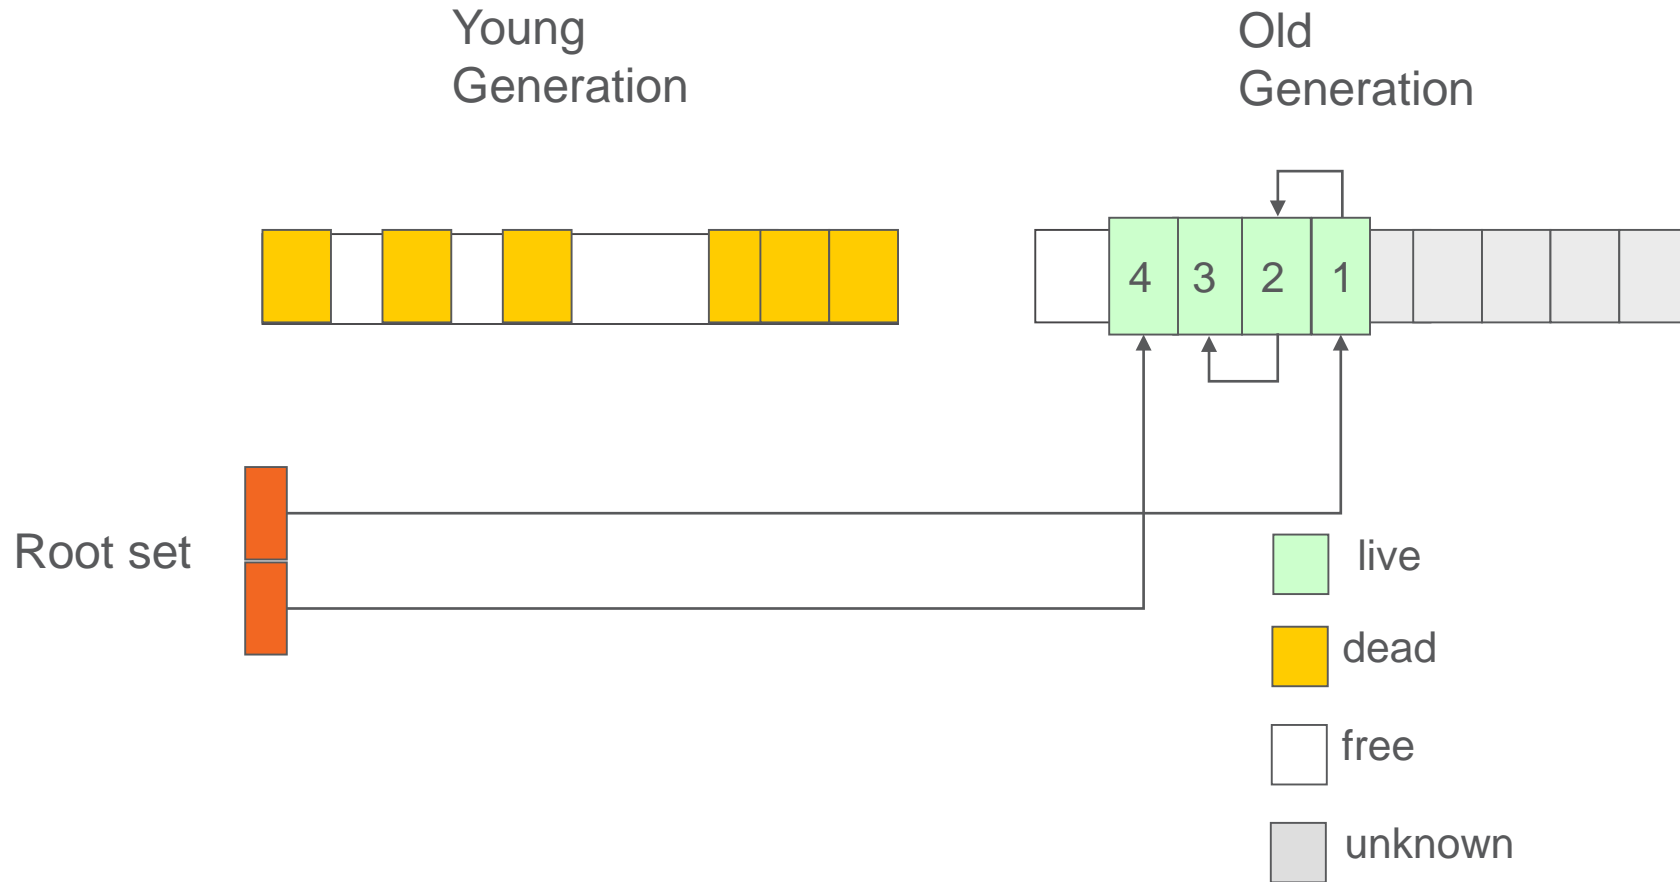 Young
Generation
Old
Generation
4 3 2 1
Root set
live
dead
free
unknown